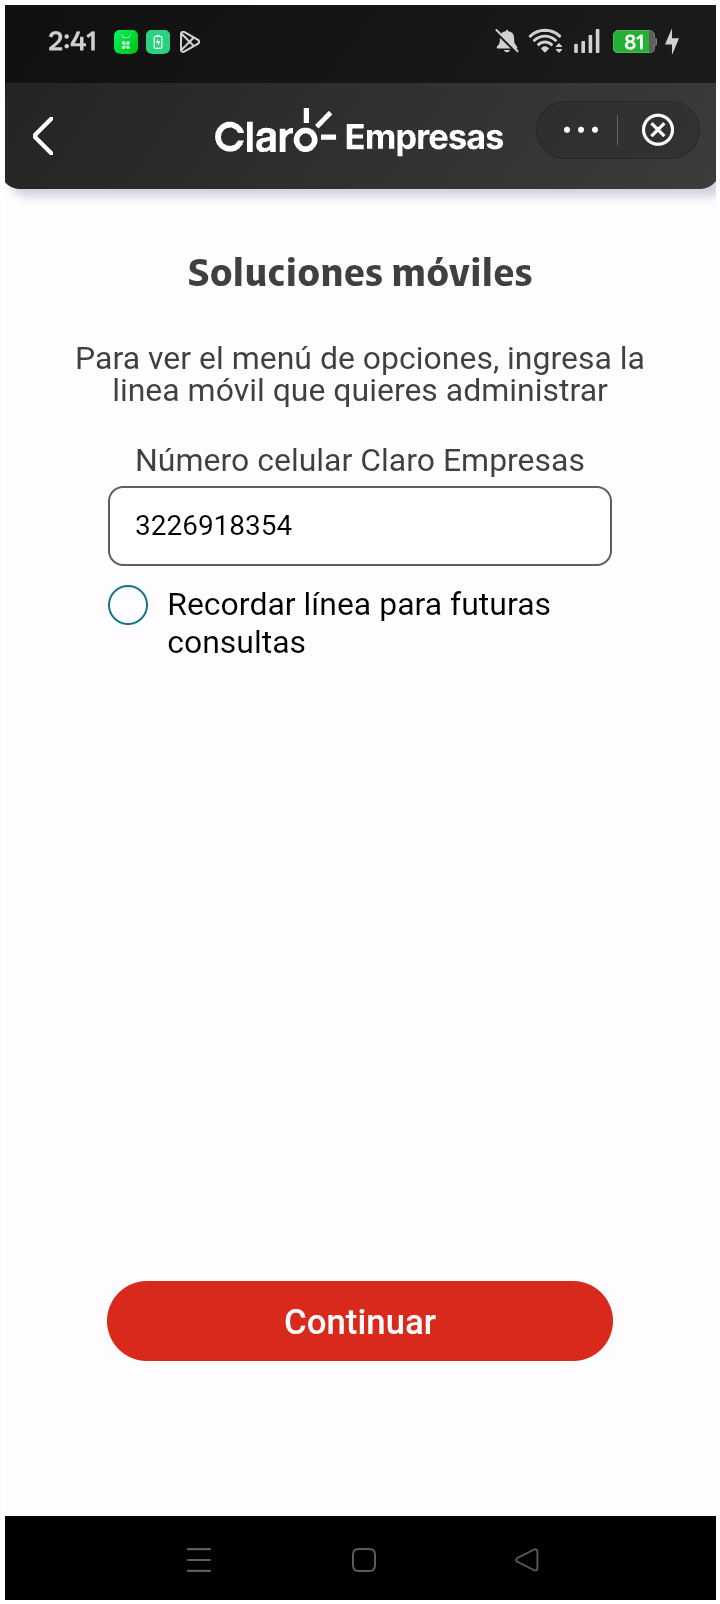 2:41
81
Claro Empresas
Soluciones móviles
Para ver el menú de opciones, ingresa la
linea móvil que quieres administrar
Número celular Claro Empresas
3226918354
Recordar línea para futuras
consultas
Continuar